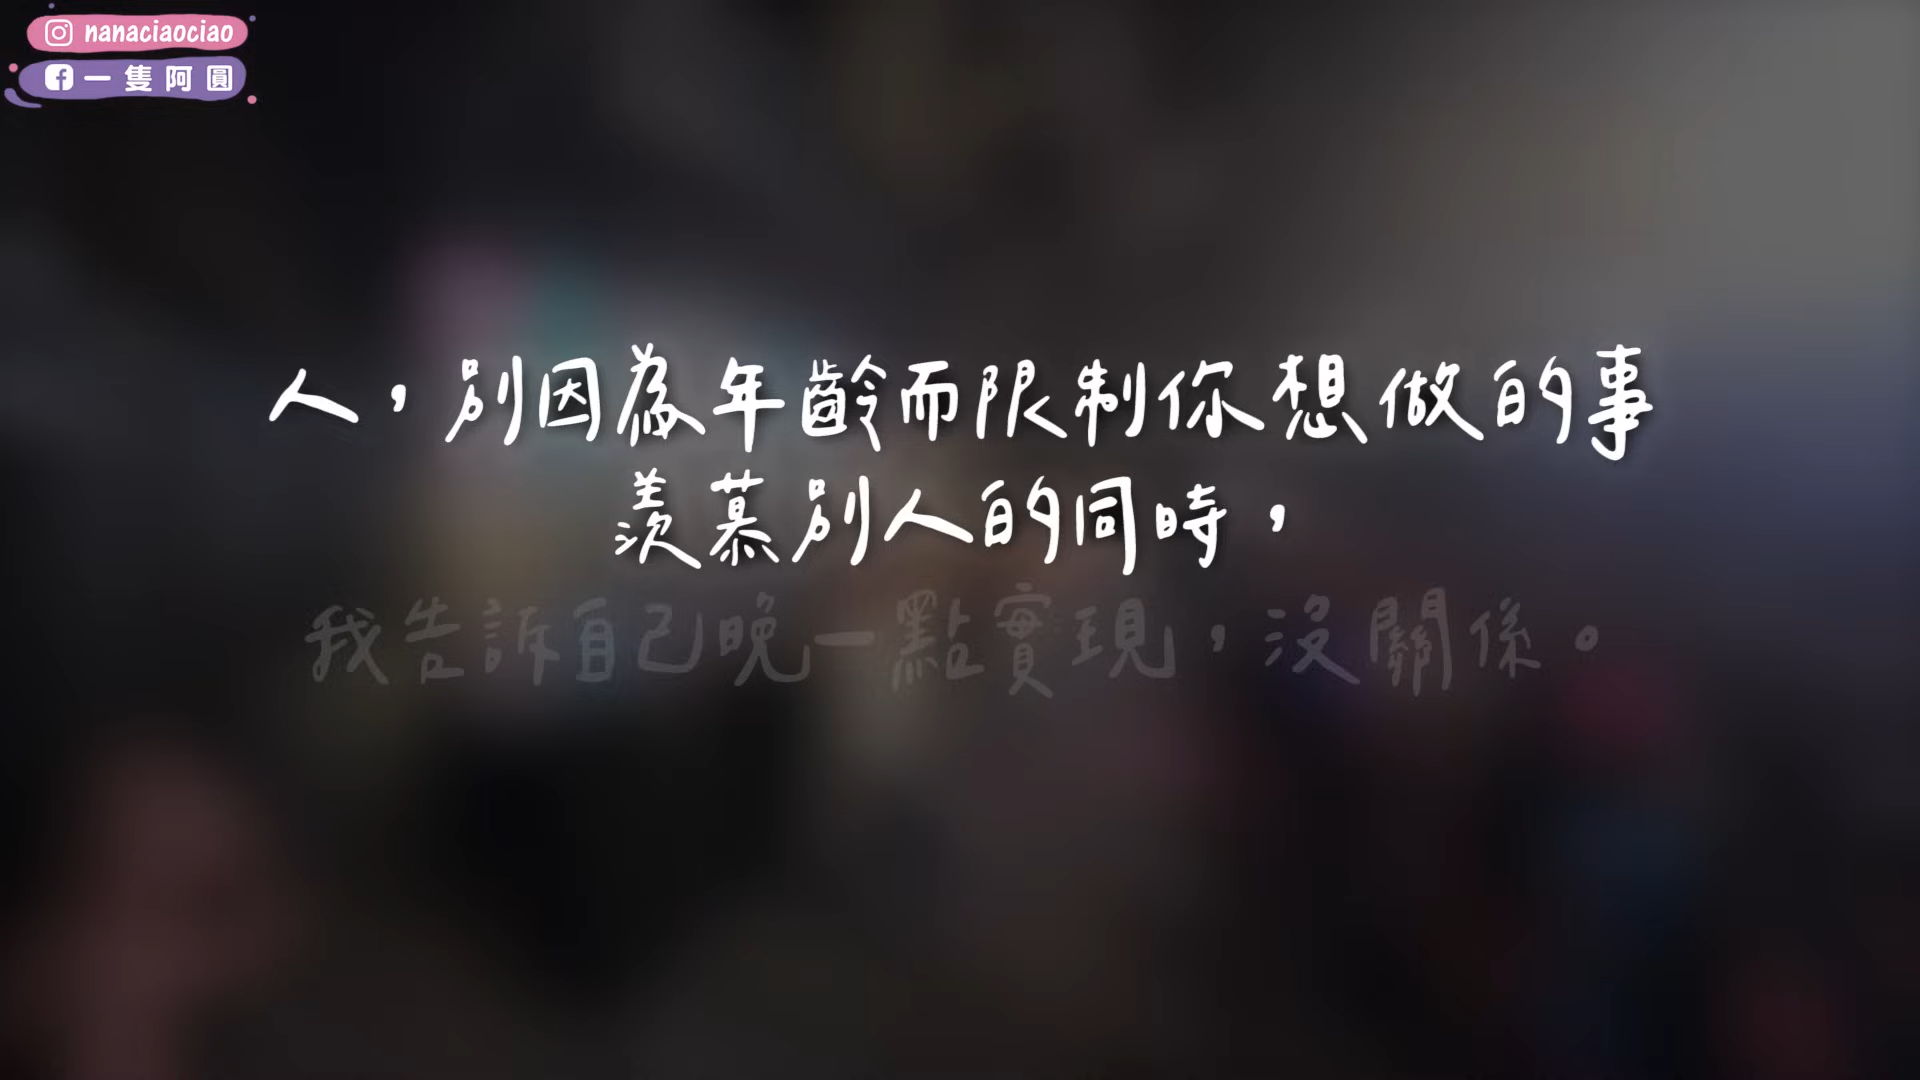 nanaciaociao
一隻阿圓
人，別因為年齡而限制你想做的事
羨慕別人的同時，
我告訴自己晚一點實現，沒關係。